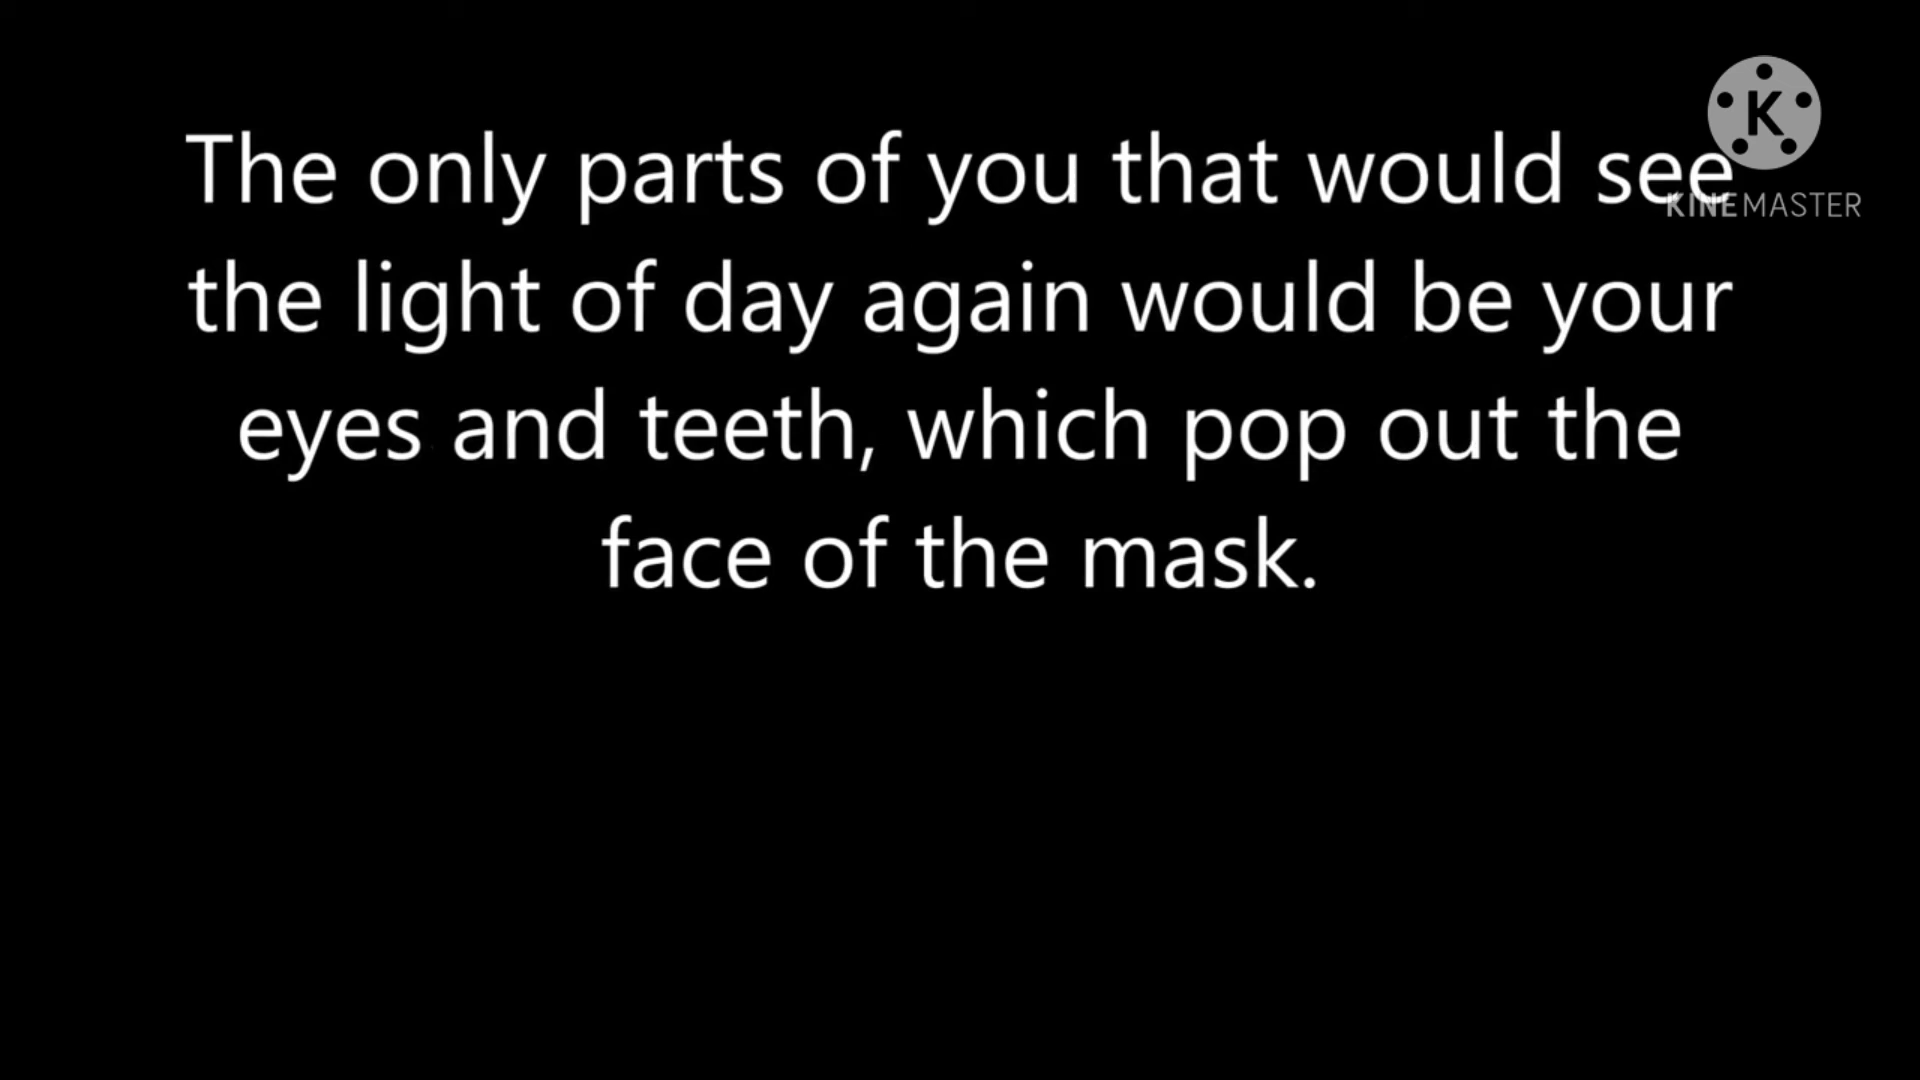 The only parts of you that would see
the light of day again would be your
eyes and teeth, which pop out the
face of the mask.
K
KINEMASTER